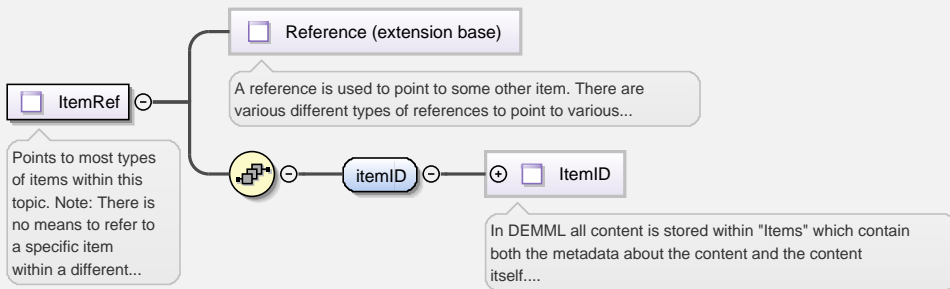 Reference (extension base)
A reference is used to point to some other item. There are
various different types of references to point to various...
ItemRef
Points to most types
of items within this
topic. Note: There is
no means to refer to
a specific item
within a different...
itemID
ItemID
In DEMML all content is stored within "Items" which contain
both the metadata about the content and the content
itself....